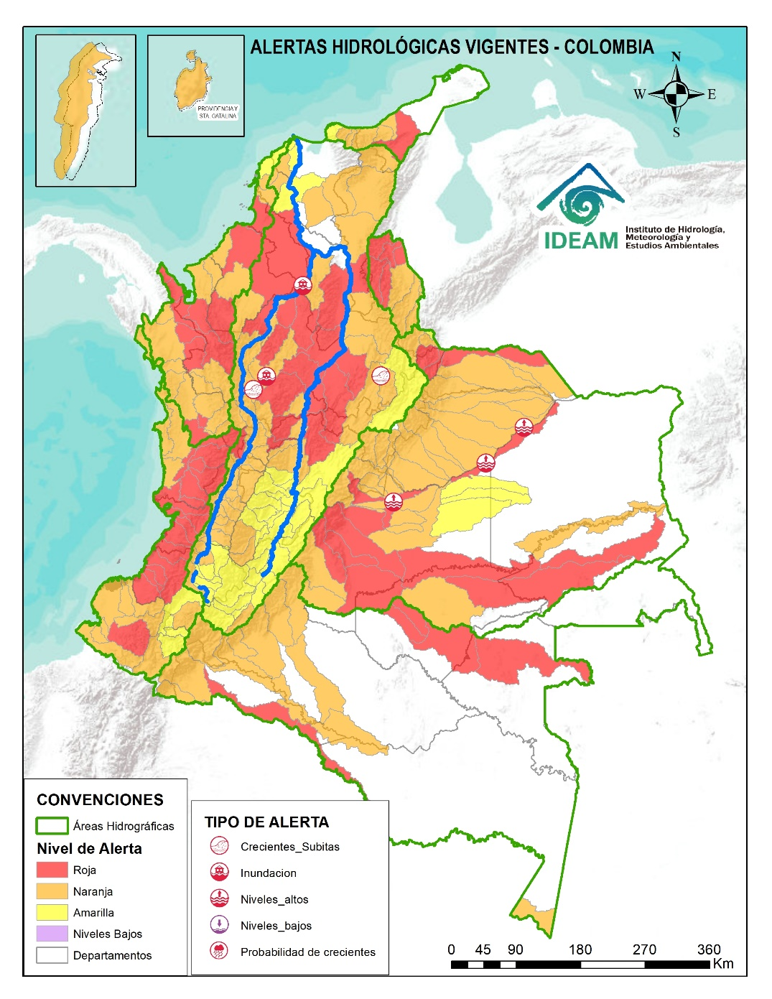 ALERTAS HIDROLÓGICAS VIGENTES - COLOMBIA
PROVIDENCIA Y
STA. CATALINA
N
W
E
S
IDEAM
Instituto de Hidrología,
Meteorología y
Estudios Ambientales
CONVENCIONES
Áreas Hidrográficas
Nivel de Alerta
Roja
Naranja
Amarilla
Niveles Bajos
Departamentos
TIPO DE ALERTA
Crecientes_Subitas
Inundacion
Niveles_altos
Niveles_bajos
Probabilidad de crecientes
0 45 90 180 270 360
Km